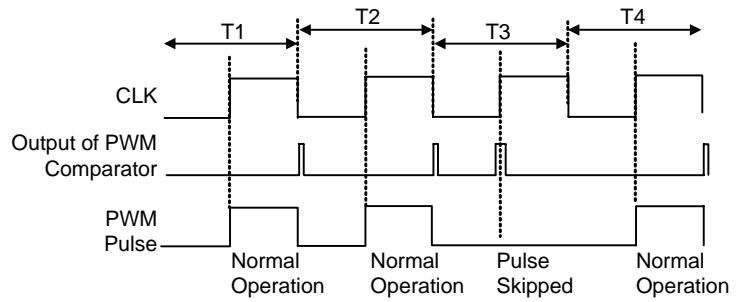 T1 T2 T3 T4
CLK
Output of PWM
Comparator
PWM
Pulse
Normal Operation
Normal Operation
Pulse Skipped
Normal Operation